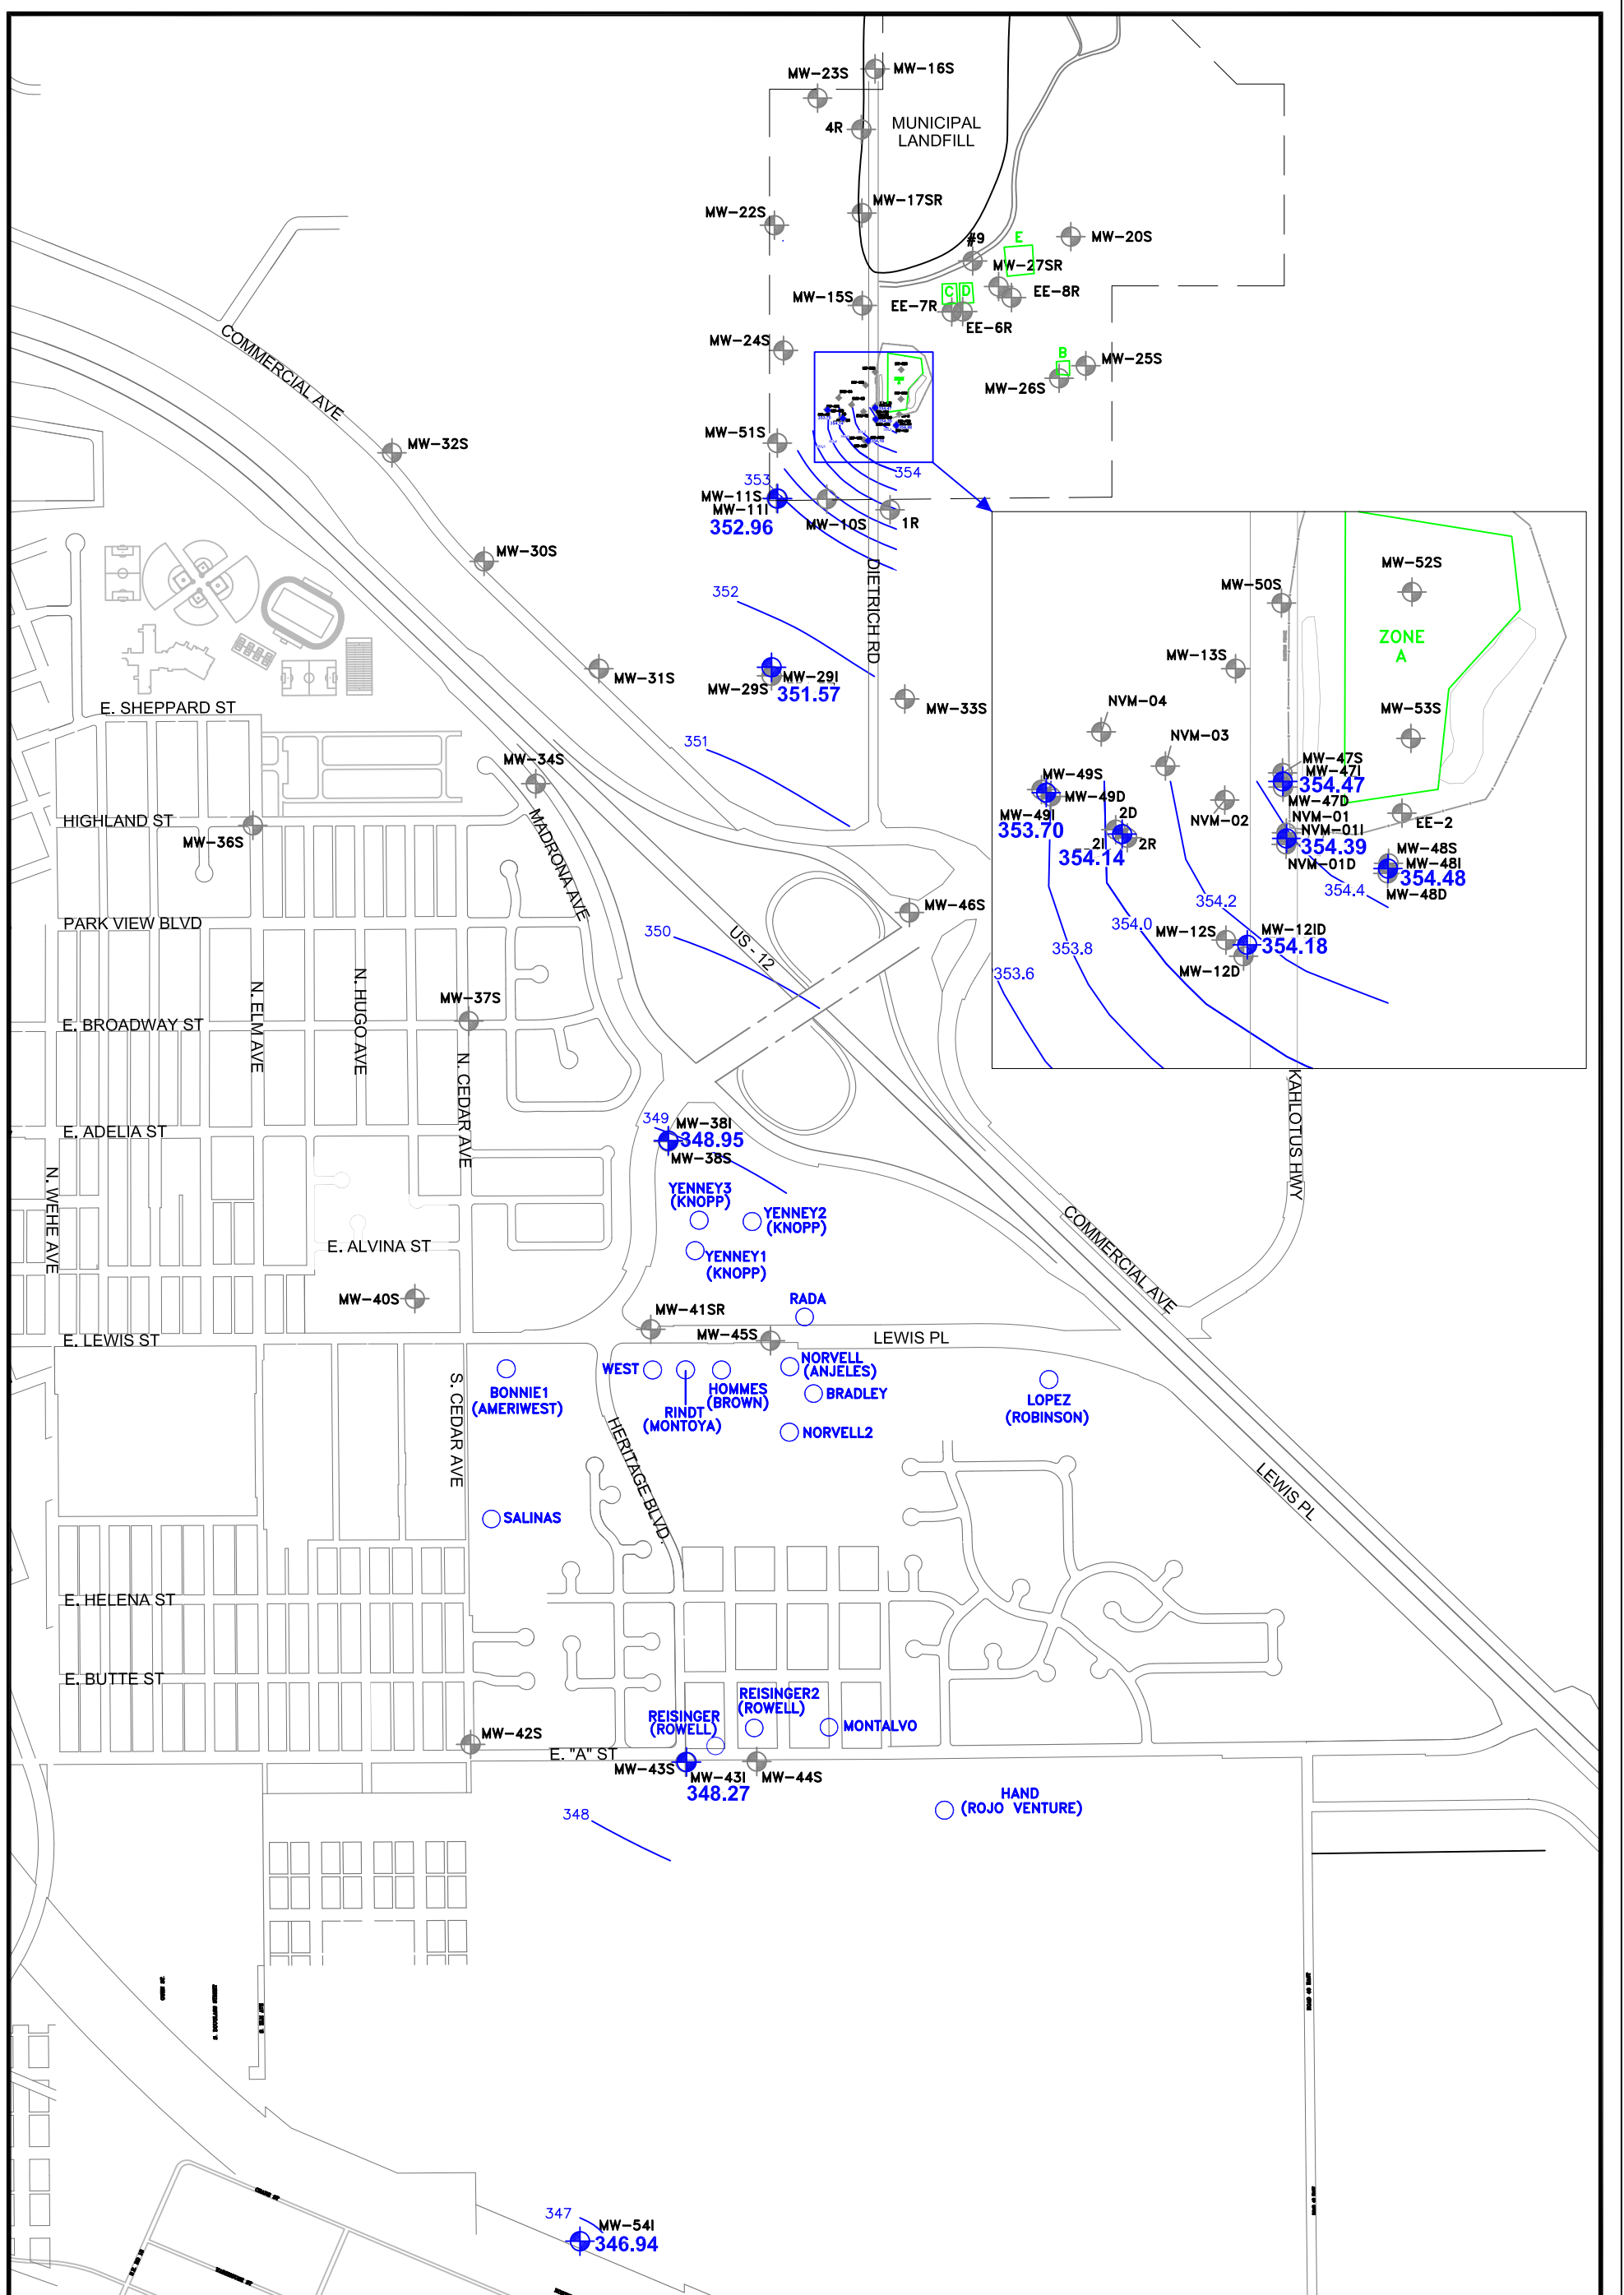 MW-23S
MW-16S
4R
MUNICIPAL
LANDFILL
MW-22S
MW-17SR
#9
E
MW-20S
MW-27SR
MW-15S
EE-7R
C
D
EE-8R
EE-6R
MW-24S
B
MW-25S
MW-26S
COMMERCIAL AVE
MW-32S
MW-51S
354
353
MW-11S
MW-11I
352.96
MW-10S
1R
MW-30S
DIETRICH RD
352
MW-31S
MW-29I
MW-29S
351.57
MW-33S
E. SHEPPARD ST
351
MW-34S
HIGHLAND ST
MW-36S
MADRONA AVE
PARK VIEW BLVD
350
US - 12
MW-46S
N. ELM AVE
N. HUGO AVE
MW-37S
E. BROADWAY ST
N. CEDAR AVE
MW-52S
MW-50S
ZONE
A
MW-13S
NVM-04
MW-53S
NVM-03
MW-47S
MW-47I
354.47
MW-47D
MW-49S
MW-49D
MW-49I
353.70
2D
2I
2R
354.14
NVM-02
NVM-01
NVM-01I
354.39
NVM-01D
EE-2
MW-48S
MW-48I
354.48
MW-48D
354.4
354.2
354.0
353.8
353.6
MW-12S
MW-12ID
354.18
MW-12D
KAHLOTUS HWY
E. ADELIA ST
349
MW-38I
348.95
MW-38S
N. WEHE AVE
YENNEY3
(KNOPP)
YENNEY2
(KNOPP)
YENNEY1
(KNOPP)
COMMERCIAL AVE
E. ALVINA ST
MW-40S
RADA
MW-41SR
MW-45S
LEWIS PL
E. LEWIS ST
WEST
NORVELL
(ANJELES)
BONNIE1
(AMERIWEST)
HOMMES
(BROWN)
BRADLEY
RINDT
(MONTOYA)
LOPEZ
(ROBINSON)
NORVELL2
S. CEDAR AVE
HERITAGE BLVD.
LEWIS PL
SALINAS
E. HELENA ST
E. BUTTE ST
REISINGER2
(ROWELL)
REISINGER
(ROWELL)
MONTALVO
MW-42S
E. "A" ST
MW-43S
MW-43I
MW-44S
348.27
HAND
(ROJO VENTURE)
348
347
MW-54I
346.94